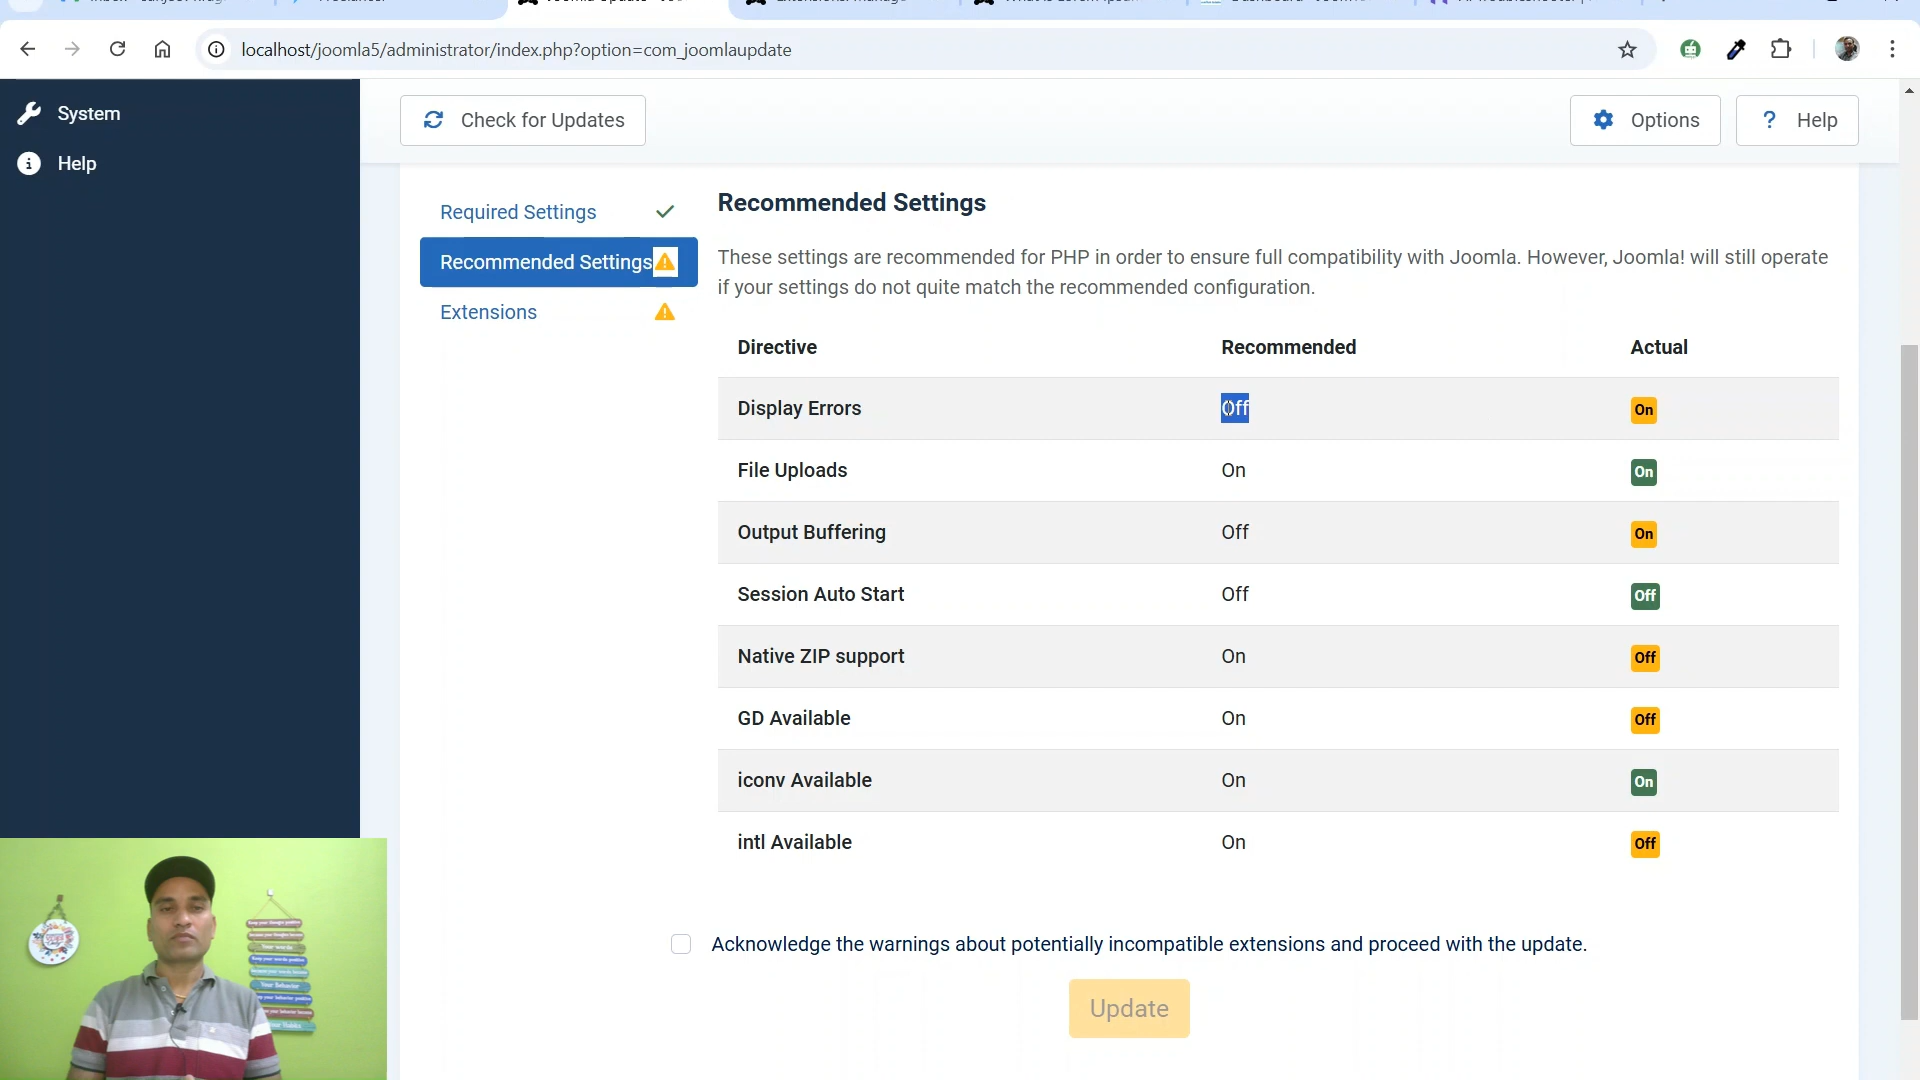 localhost/joomla5/administrator/index.php?option=com_joomlaupdate
System
Help
Check for Updates
Options
? Help
Required Settings
Recommended Settings
Extensions
Recommended Settings
These settings are recommended for PHP in order to ensure full compatibility with Joomla. However, Joomla! will still operate
if your settings do not quite match the recommended configuration.
Directive Recommended Actual
Display Errors Off On
File Uploads On On
Output Buffering Off On
Session Auto Start Off Off
Native ZIP support On Off
GD Available On Off
iconv Available On On
intl Available On Off
Acknowledge the warnings about potentially incompatible extensions and proceed with the update.
Update